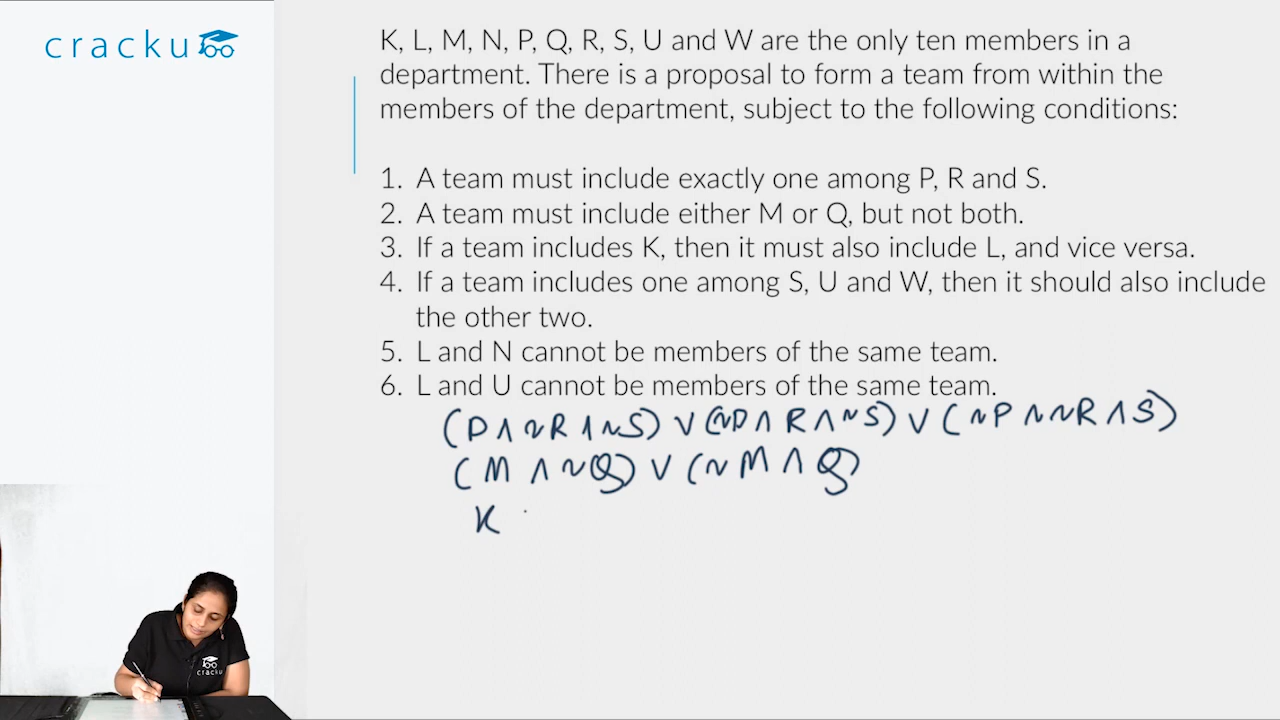 cracku
K, L, M, N, P, Q, R, S, U and W are the only ten members in a
department. There is a proposal to form a team from within the
members of the department, subject to the following conditions:
1. A team must include exactly one among P, R and S.
2. A team must include either M or Q, but not both.
3. If a team includes K, then it must also include L, and vice versa.
4. If a team includes one among S, U and W, then it should also include
the other two.
5. L and N cannot be members of the same team.
6. L and U cannot be members of the same team.
(P ∧ ~R ∧ ~S) ∨ (~P ∧ R ∧ ~S) ∨ (~P ∧ ~R ∧ S)
(M ∧ ~Q) ∨ (~M ∧ Q)
K
cracku